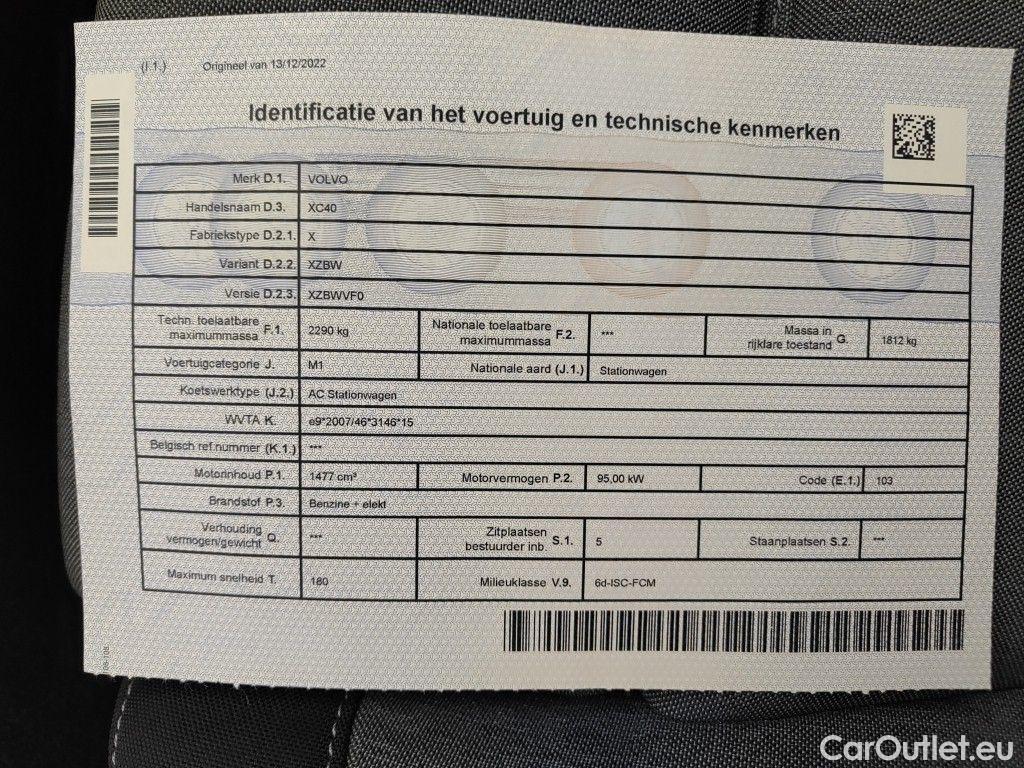 (I.1.) Origineel van 13/12/2022
Identificatie van het voertuig en technische kenmerken
Merk D.1. VOLVO
Handelsnaam D.3. XC40
Fabriekstype D.2.1. X
Variant D.2.2. XZBW
Versie D.2.3. XZBWVF0
Techn. toelaatbare maximummassa F.1. 2290 kg Nationale toelaatbare maximummassa F.2. *** Massa in rijklare toestand G. 1812 kg
Voertuigcategorie J. M1 Nationale aard (J.1.) Stationwagen
Koetswerktype (J.2.) AC Stationwagen
WVTA K. e9*2007/46*3146*15
Belgisch ref.nummer (K.1.) ***
Motorinhoud P.1. 1477 cm³ Motorvermogen P.2. 95,00 kW Code (E.1.) 103
Brandstof P.3. Benzine + elekt
Verhouding vermogen/gewicht Q. *** Zitplaatsen bestuurder inb. S.1. 5 Staanplaatsen S.2. ***
Maximum snelheid T. 180 Milieuklasse V.9. 6d-ISC-FCM
CarOutlet.eu